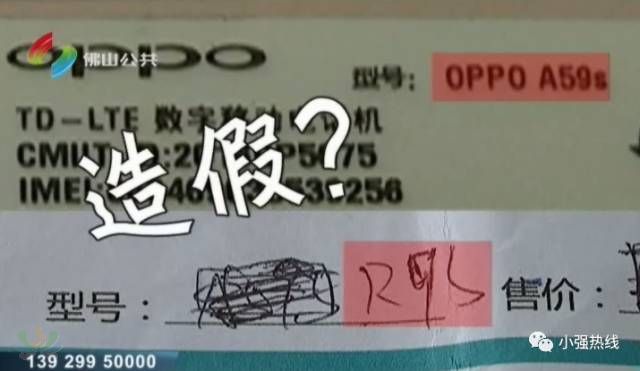 oppo
佛山公共
型号: OPPO A59s
TD-LTE 数字移动电话机
CMIIT
IMEI:
造假?
型号: R9S 售价:
小强热线
139 299 50000